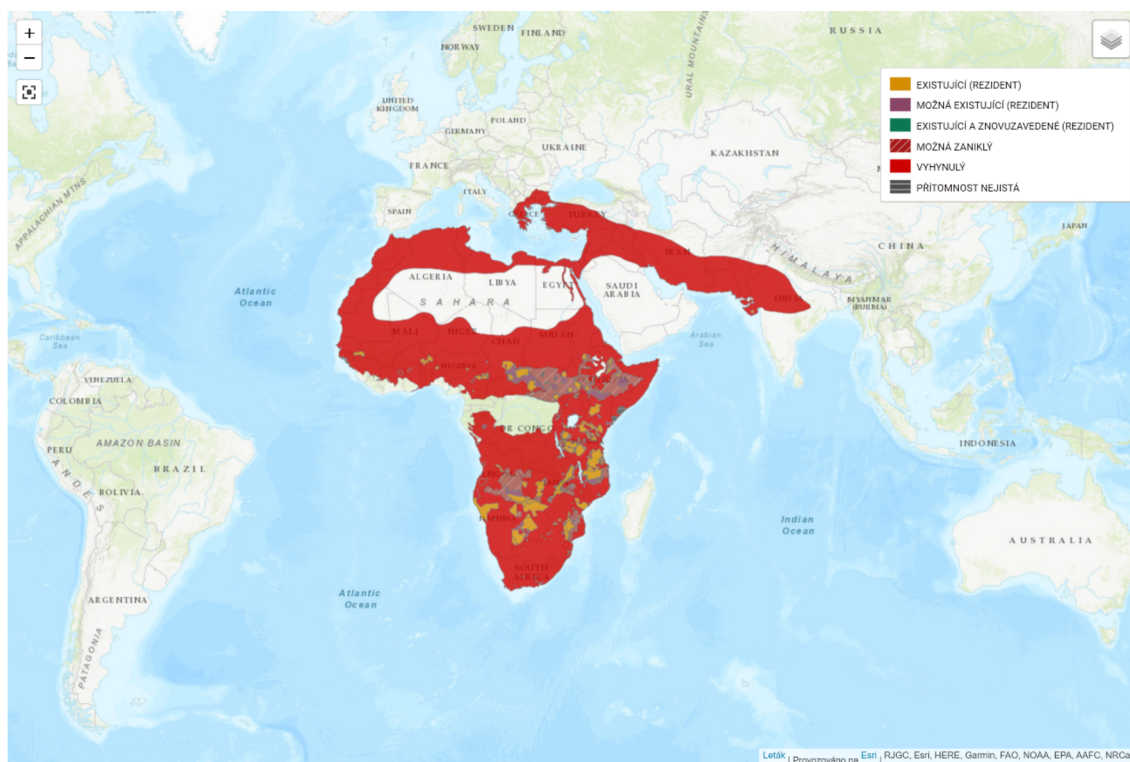 +
−
SWEDEN
FINLAND
NORWAY
RUSSIA
URAL MOUNTAINS
EXISTUJÍCÍ (REZIDENT)
MOŽNÁ EXISTUJÍCÍ (REZIDENT)
EXISTUJÍCÍ A ZNOVUZAVEDENÉ (REZIDENT)
MOŽNÁ ZANIKLÝ
VYHYNULÝ
PŘÍTOMNOST NEJISTÁ
UNITED
KINGDOM
POLAND
GERMANY
UKRAINE
KAZAKHSTAN
FRANCE
ITALY
SPAIN
APPALACHIAN MTNS
GREECE
TURKEY
JAPAN
CHINA
HIMALAYA
IRAN
ALGERIA
LIBYA
EGYPT
SAUDI
ARABIA
Atlantic
Ocean
SAHARA
INDIA
MYANMAR
(BURMA)
MALI
NIGER
CHAD
SUDAN
Arabian
Sea
Caribbean
Sea
NIGERIA
VENEZUELA
COLOMBIA
DR CONGO
AMAZON BASIN
PERU
BRAZIL
INDONESIA
ANDES
BOLIVIA
NAMIBIA
Indian
Ocean
AUSTRALIA
SOUTH
AFRICA
Atlantic
Ocean
ARGENTINA
PATAGONIA
Leták | Provozováno na Esri , RJGC, Esri, HERE, Garmin, FAO, NOAA, EPA, AAFC, NRCa